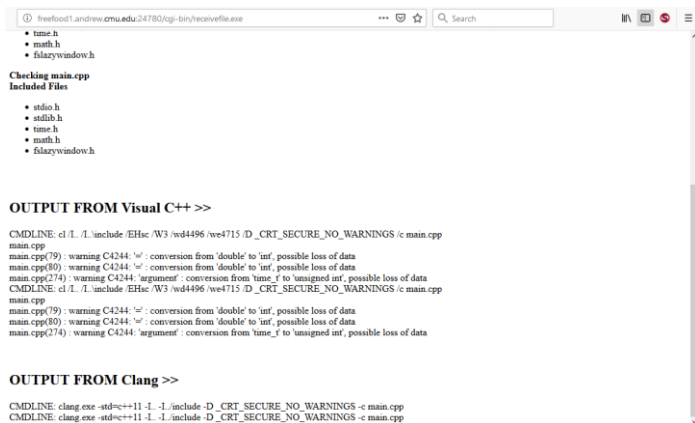 freefood1.andrew.cmu.edu:24780/cgi-bin/receivefile.exe
Search
time.h
math.h
fslazywindow.h
Checking main.cpp
Included Files
stdio.h
stdlib.h
time.h
math.h
fslazywindow.h
OUTPUT FROM Visual C++ >>
CMDLINE: cl /I.. /I..\include /EHsc /W3 /wd4496 /we4715 /D _CRT_SECURE_NO_WARNINGS /c main.cpp
main.cpp
main.cpp(79) : warning C4244: '=' : conversion from 'double' to 'int', possible loss of data
main.cpp(80) : warning C4244: '=' : conversion from 'double' to 'int', possible loss of data
main.cpp(274) : warning C4244: 'argument' : conversion from 'time_t' to 'unsigned int', possible loss of data
CMDLINE: cl /I.. /I..\include /EHsc /W3 /wd4496 /we4715 /D _CRT_SECURE_NO_WARNINGS /c main.cpp
main.cpp
main.cpp(79) : warning C4244: '=' : conversion from 'double' to 'int', possible loss of data
main.cpp(80) : warning C4244: '=' : conversion from 'double' to 'int', possible loss of data
main.cpp(274) : warning C4244: 'argument' : conversion from 'time_t' to 'unsigned int', possible loss of data
OUTPUT FROM Clang >>
CMDLINE: clang.exe -std=c++11 -I.. -I../include -D _CRT_SECURE_NO_WARNINGS -c main.cpp
CMDLINE: clang.exe -std=c++11 -I.. -I../include -D _CRT_SECURE_NO_WARNINGS -c main.cpp